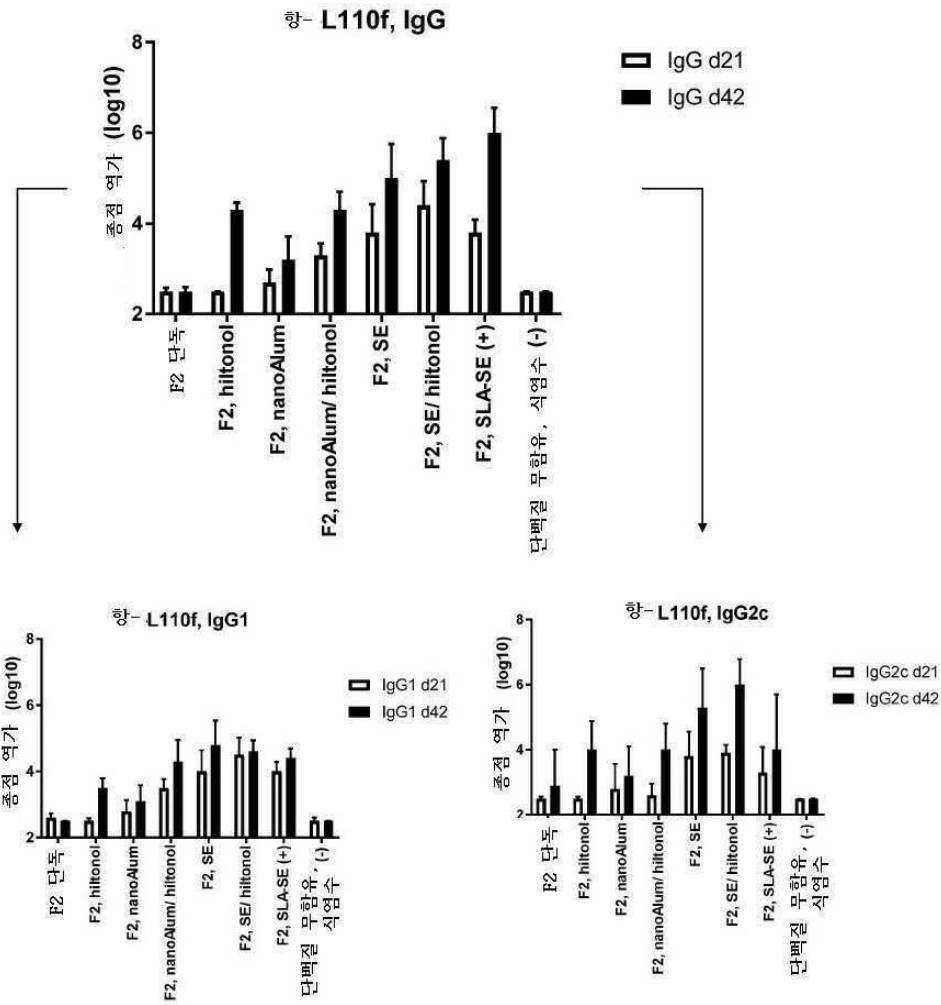 항- L110f, IgG
종점 역가 (log10)
8
6
4
2
IgG d21
IgG d42
F2 단독
F2, hiltonol
F2, nanoAlum
F2, nanoAlum/ hiltonol
F2, SE
F2, SE/ hiltonol
F2, SLA-SE (+)
단백질 무함유, 식염수 (-)
항- L110f, IgG1
종점 역가 (log10)
8
6
4
2
IgG1 d21
IgG1 d42
F2 단독
F2, hiltonol
F2, nanoAlum
F2, nanoAlum/ hiltonol
F2, SE
F2, SE/ hiltonol
F2, SLA-SE (+)
단백질 무함유, (-)
식염수
항- L110f, IgG2c
종점 역가 (log10)
8
6
4
2
IgG2c d21
IgG2c d42
F2 단독
F2, hiltonol
F2, nanoAlum
F2, nanoAlum/ hiltonol
F2, SE
F2, SE/ hiltonol
F2, SLA-SE (+)
단백질 무함유, (-)
식염수